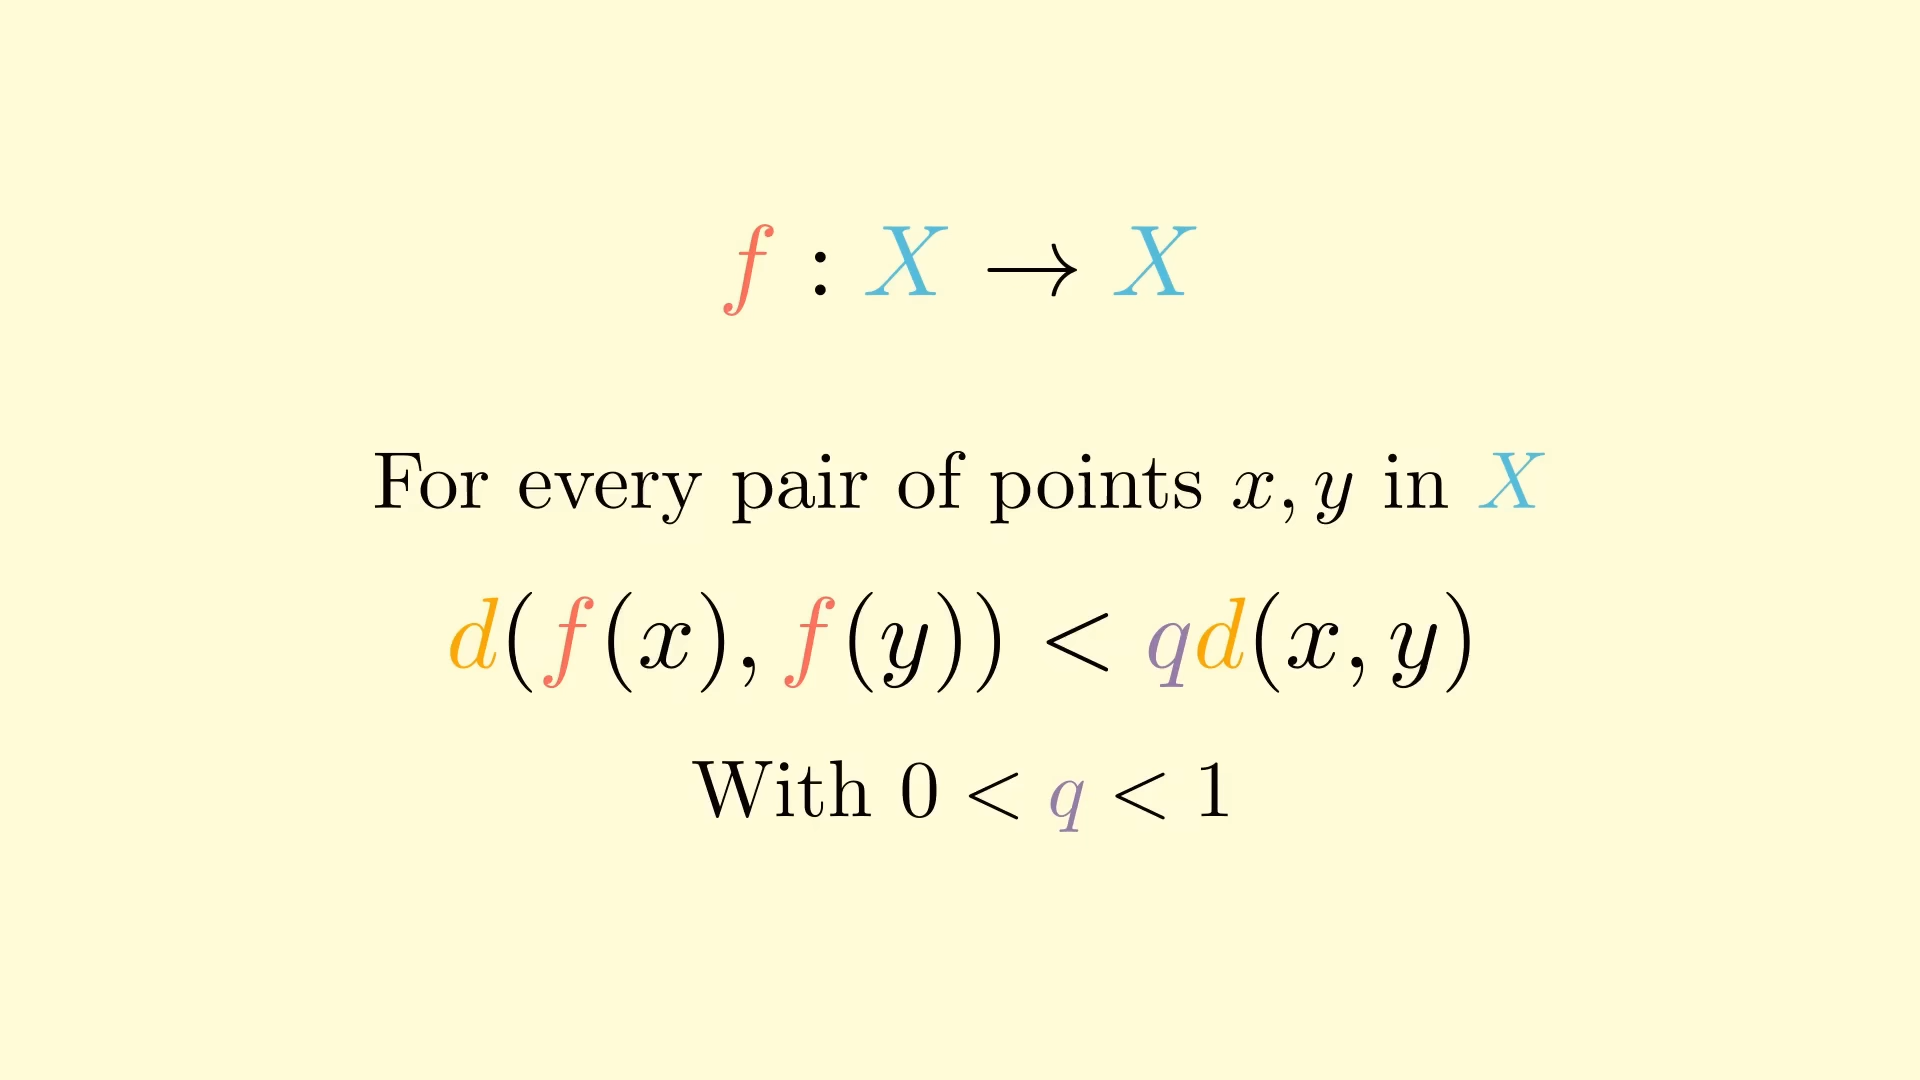 f : X → X
For every pair of points x, y in X
d(f(x), f(y)) < qd(x, y)
With 0 < q < 1